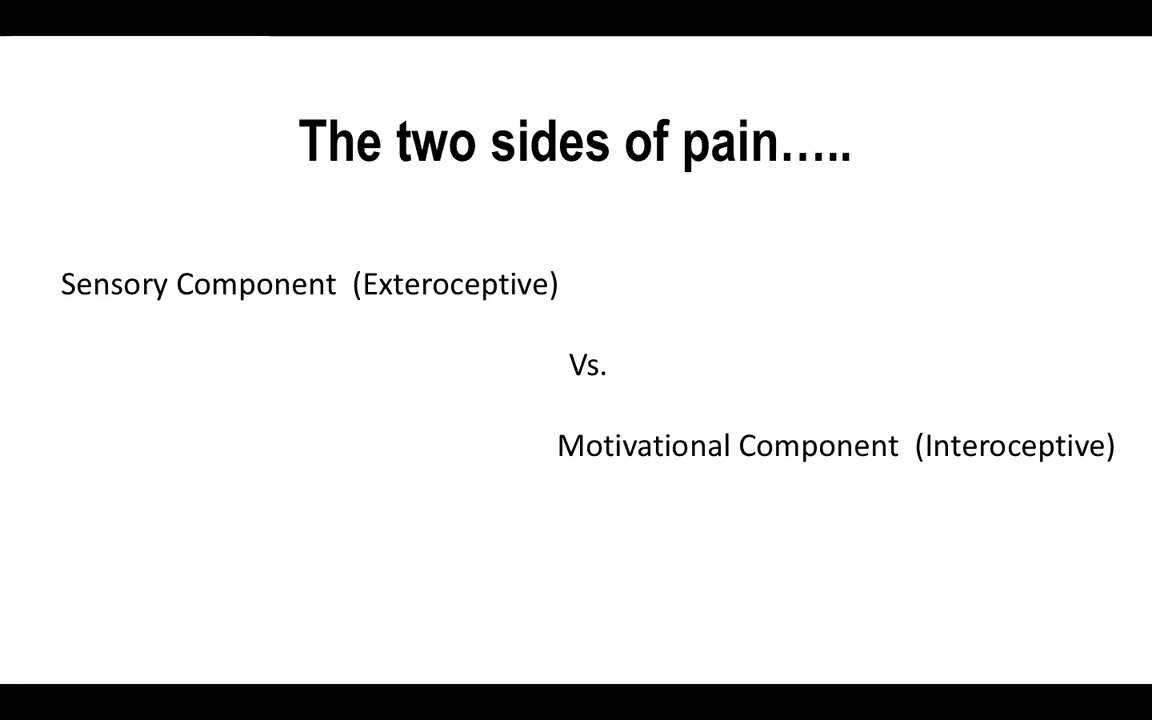 The two sides of pain.....
Sensory Component  (Exteroceptive)
Vs.
Motivational Component  (Interoceptive)